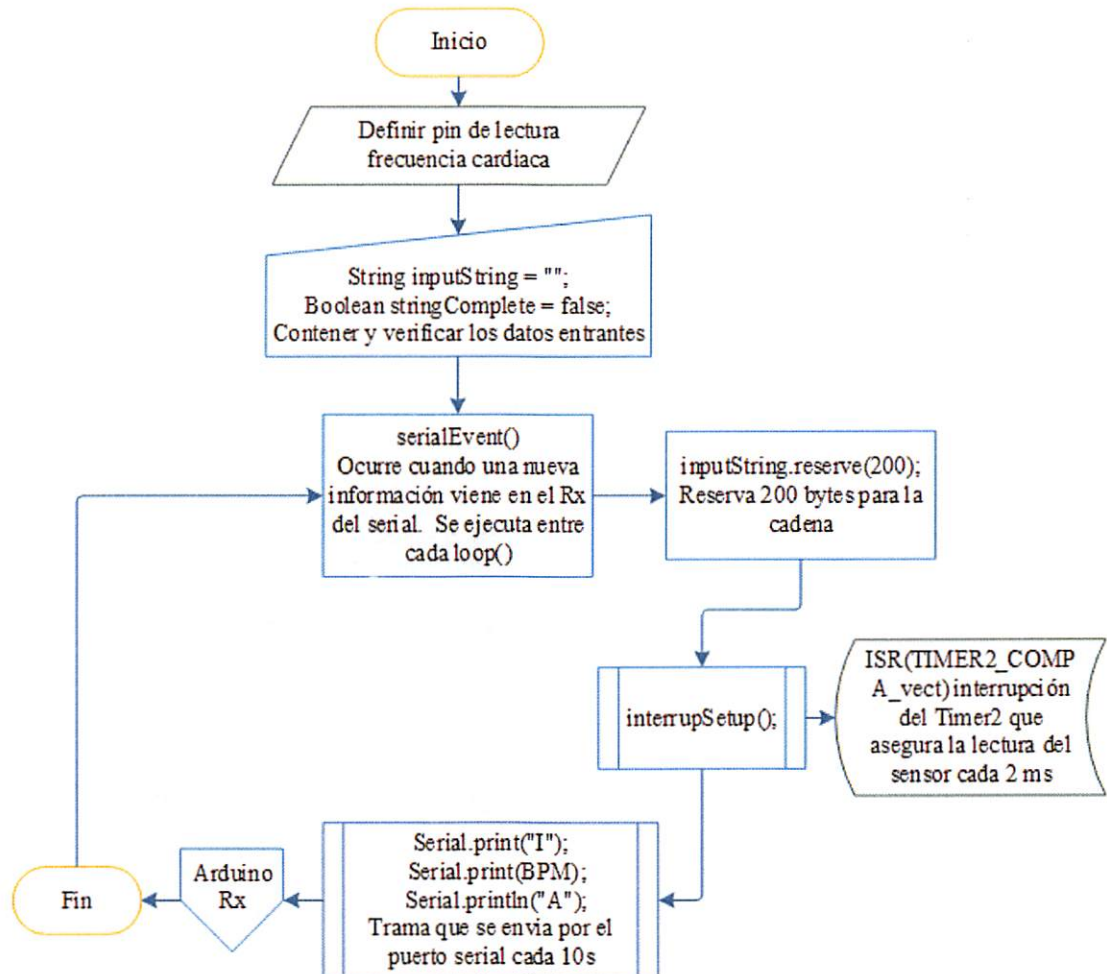 Inicio
Definir pin de lectura
frecuencia cardíaca
String inputString = "";
Boolean stringComplete = false;
Contener y verificar los datos entrantes
serialEvent()
Ocurre cuando una nueva
información viene en el Rx
del serial. Se ejecuta entre
cada loop()
inputString.reserve(200);
Reserva 200 bytes para la
cadena
interrupSetup();
ISR(TIMER2_COMP
A_vect) interrupción
del Timer2 que
asegura la lectura del
sensor cada 2 ms
Serial.print("I");
Serial.print(BPM);
Serial.println("A");
Trama que se envia por el
puerto serial cada 10s
Arduino
Rx
Fin